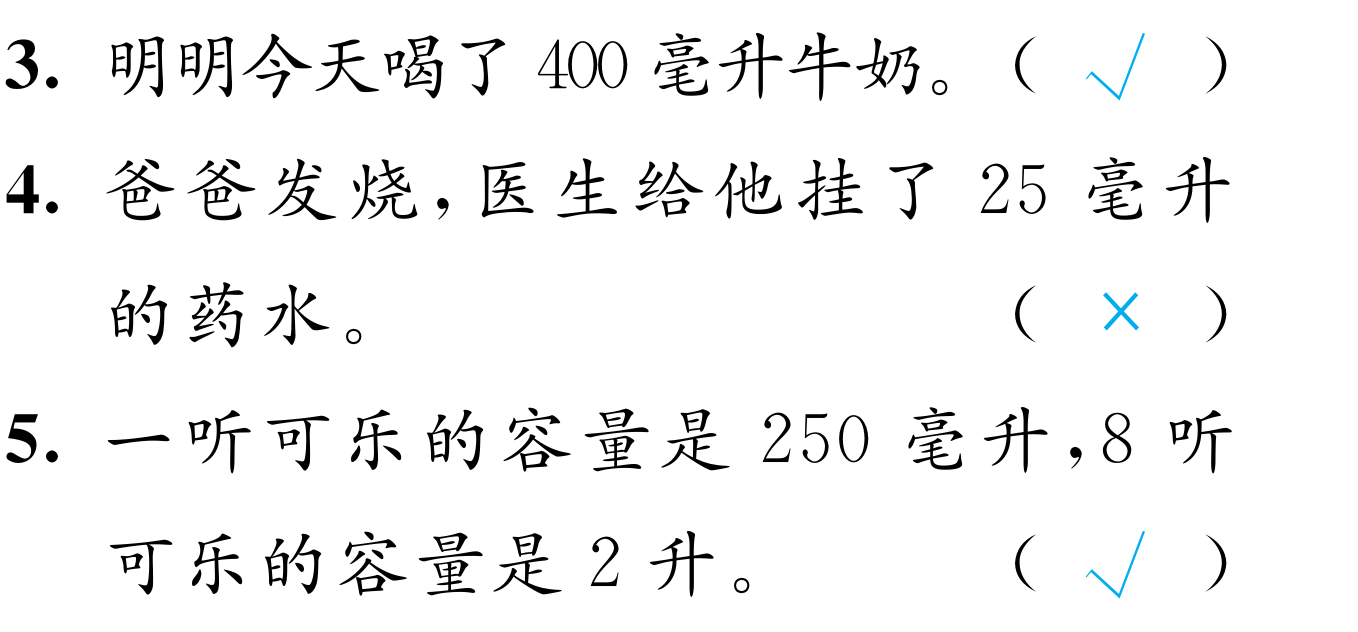 3. 明明今天喝了 400 毫升牛奶。( √ )
4. 爸爸发烧,医生给他挂了 25 毫升
的药水。 ( × )
5. 一听可乐的容量是 250 毫升,8 听
可乐的容量是 2 升。 ( √ )